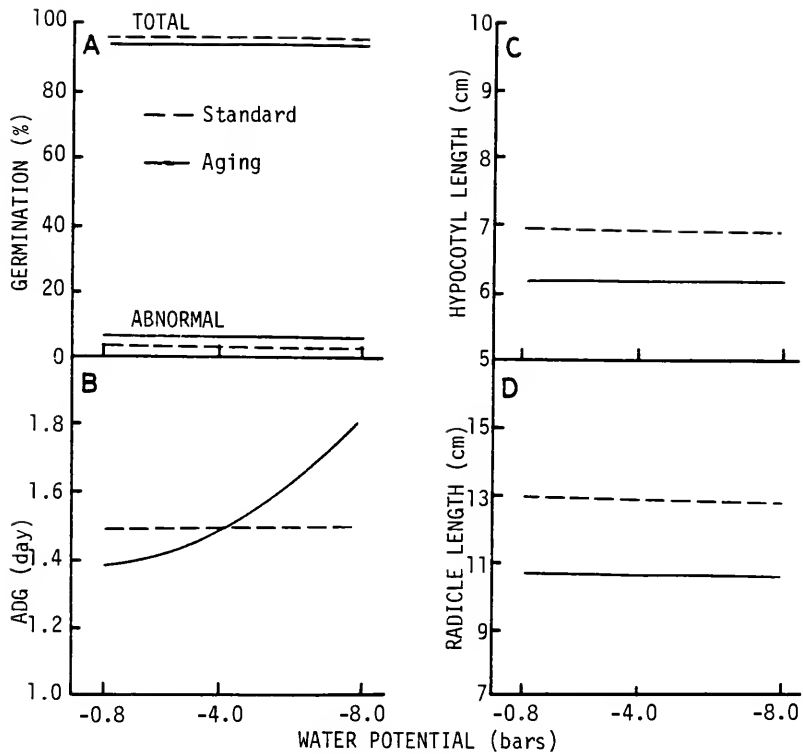 A
TOTAL
100
80
60
40
20
0
GERMINATION (%)
Standard
Aging
ABNORMAL
B
1.8
1.6
1.4
1.2
1.0
ADG (day)
-0.8
-4.0
-8.0
C
10
9
8
7
6
5
HYPOCOTYL LENGTH (cm)
D
15
13
11
9
7
RADICLE LENGTH (cm)
-0.8
-4.0
-8.0
WATER POTENTIAL (bars)